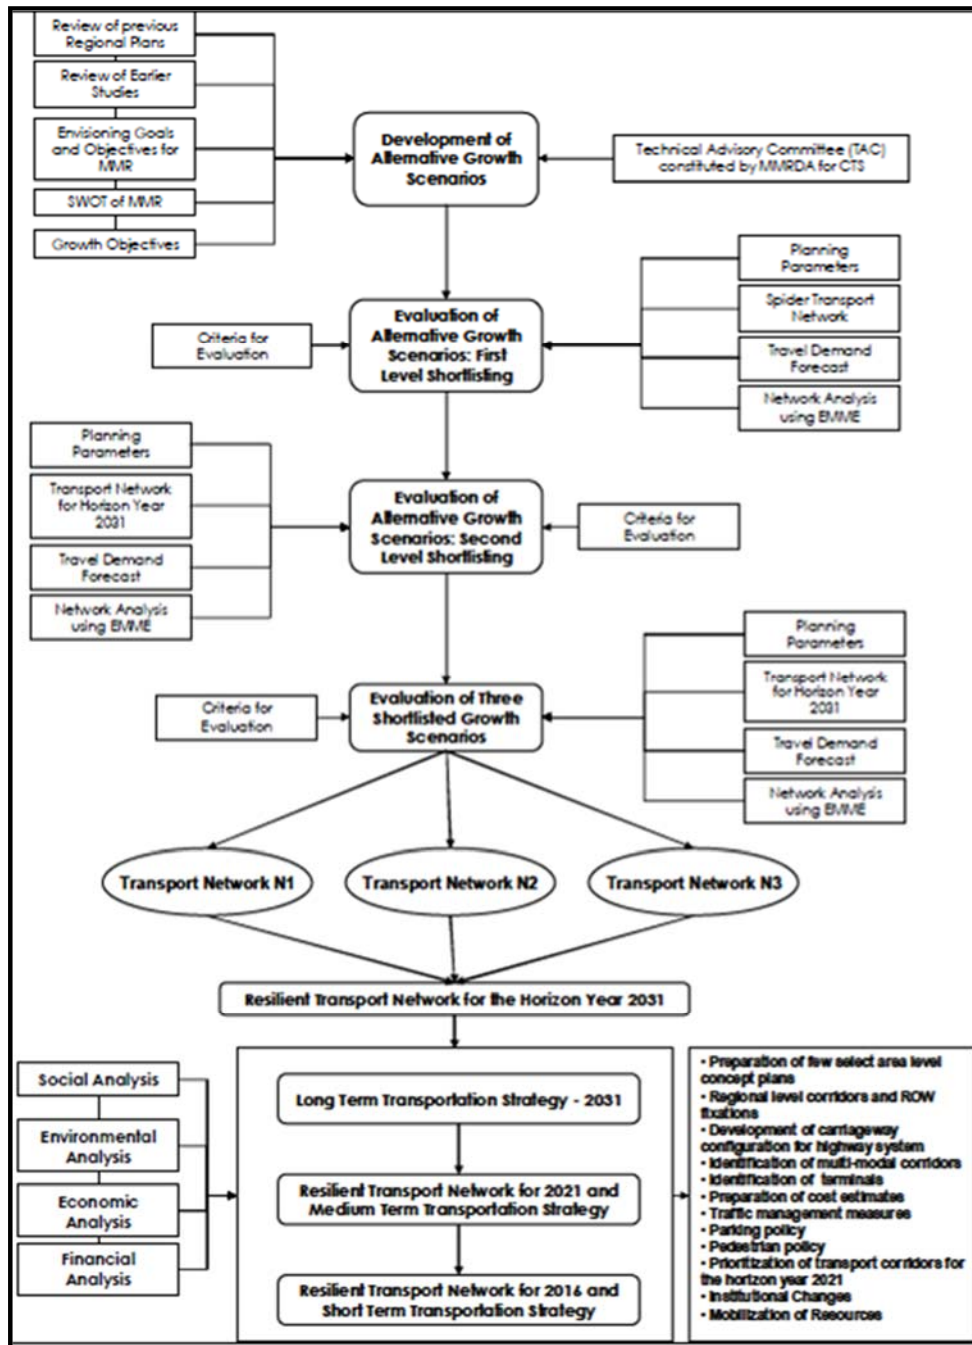 Review of previous
Regional Plans
Review of Earlier
Studies
Envisioning Goals
and Objectives for
MMR
SWOT of MMR
Growth Objectives
Development of
Alternative Growth
Scenarios
Technical Advisory Committee (TAC)
constituted by MMRDA for CTS
Criteria for
Evaluation
Evaluation of
Alternative Growth
Scenarios: First
Level Shortlisting
Planning
Parameters
Spider Transport
Network
Travel Demand
Forecast
Network Analysis
using EMME
Planning
Parameters
Transport Network
for Horizon Year
2031
Travel Demand
Forecast
Network Analysis
using EMME
Evaluation of
Alternative Growth
Scenarios: Second
Level Shortlisting
Criteria for
Evaluation
Criteria for
Evaluation
Evaluation of Three
Shortlisted Growth
Scenarios
Planning
Parameters
Transport Network
for Horizon Year
2031
Travel Demand
Forecast
Network Analysis
using EMME
Transport Network N1
Transport Network N2
Transport Network N3
Resilient Transport Network for the Horizon Year 2031
Social Analysis
Environmental
Analysis
Economic
Analysis
Financial
Analysis
Long Term Transportation Strategy - 2031
Resilient Transport Network for 2021 and
Medium Term Transportation Strategy
Resilient Transport Network for 2016 and
Short Term Transportation Strategy
• Preparation of few select area level
concept plans
• Regional level corridors and ROW
fixations
• Development of carriageway
configuration for highway system
• Identification of multi-modal corridors
• Identification of terminals
• Preparation of cost estimates
• Traffic management measures
• Parking policy
• Pedestrian policy
• Prioritization of transport corridors for
the horizon year 2021
• Institutional Changes
• Mobilization of Resources